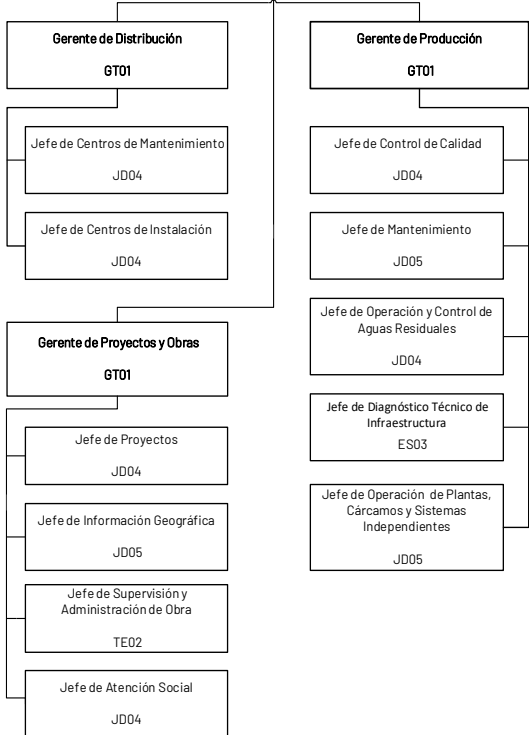 Gerente de Distribución
GT01
Jefe de Centros de Mantenimiento
JD04
Jefe de Centros de Instalación
JD04
Gerente de Proyectos y Obras
GT01
Jefe de Proyectos
JD04
Jefe de Información Geográfica
JD05
Jefe de Supervisión y
Administración de Obra
TE02
Jefe de Atención Social
JD04
Gerente de Producción
GT01
Jefe de Control de Calidad
JD04
Jefe de Mantenimiento
JD05
Jefe de Operación y Control de
Aguas Residuales
JD04
Jefe de Diagnóstico Técnico de
Infraestructura
ES03
Jefe de Operación de Plantas,
Cárcamos y Sistemas
Independientes
JD05